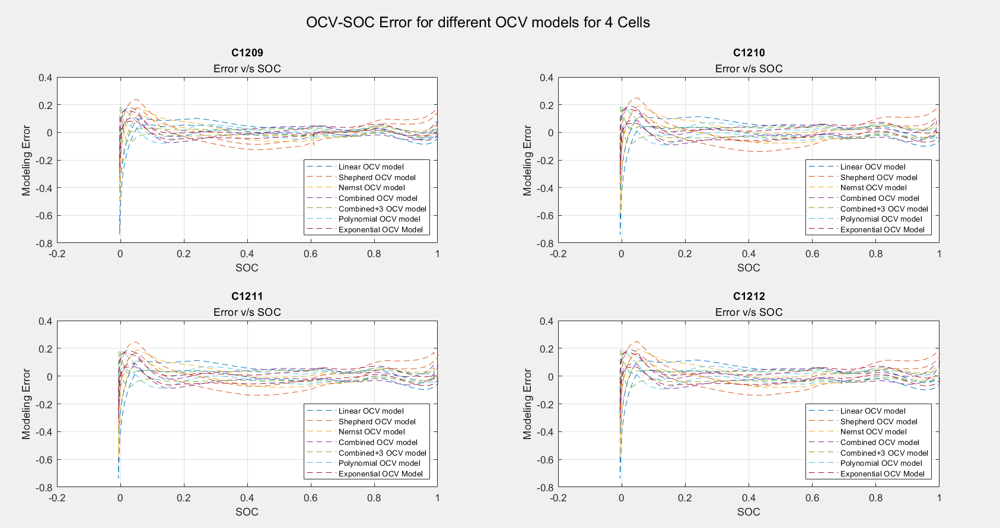 OCV-SOC Error for different OCV models for 4 Cells
C1209
Error v/s SOC
0.4
0.2
0
-0.2
-0.4
-0.6
-0.8
Modeling Error
-0.2 0 0.2 0.4 0.6 0.8 1
SOC
Linear OCV model
Shepherd OCV model
Nernst OCV model
Combined OCV model
Combined+3 OCV model
Polynomial OCV model
Exponential OCV Model
C1210
Error v/s SOC
0.4
0.2
0
-0.2
-0.4
-0.6
-0.8
Modeling Error
-0.2 0 0.2 0.4 0.6 0.8 1
SOC
Linear OCV model
Shepherd OCV model
Nernst OCV model
Combined OCV model
Combined+3 OCV model
Polynomial OCV model
Exponential OCV Model
C1211
Error v/s SOC
0.4
0.2
0
-0.2
-0.4
-0.6
-0.8
Modeling Error
-0.2 0 0.2 0.4 0.6 0.8 1
SOC
Linear OCV model
Shepherd OCV model
Nernst OCV model
Combined OCV model
Combined+3 OCV model
Polynomial OCV model
Exponential OCV Model
C1212
Error v/s SOC
0.4
0.2
0
-0.2
-0.4
-0.6
-0.8
Modeling Error
-0.2 0 0.2 0.4 0.6 0.8 1
SOC
Linear OCV model
Shepherd OCV model
Nernst OCV model
Combined OCV model
Combined+3 OCV model
Polynomial OCV model
Exponential OCV Model